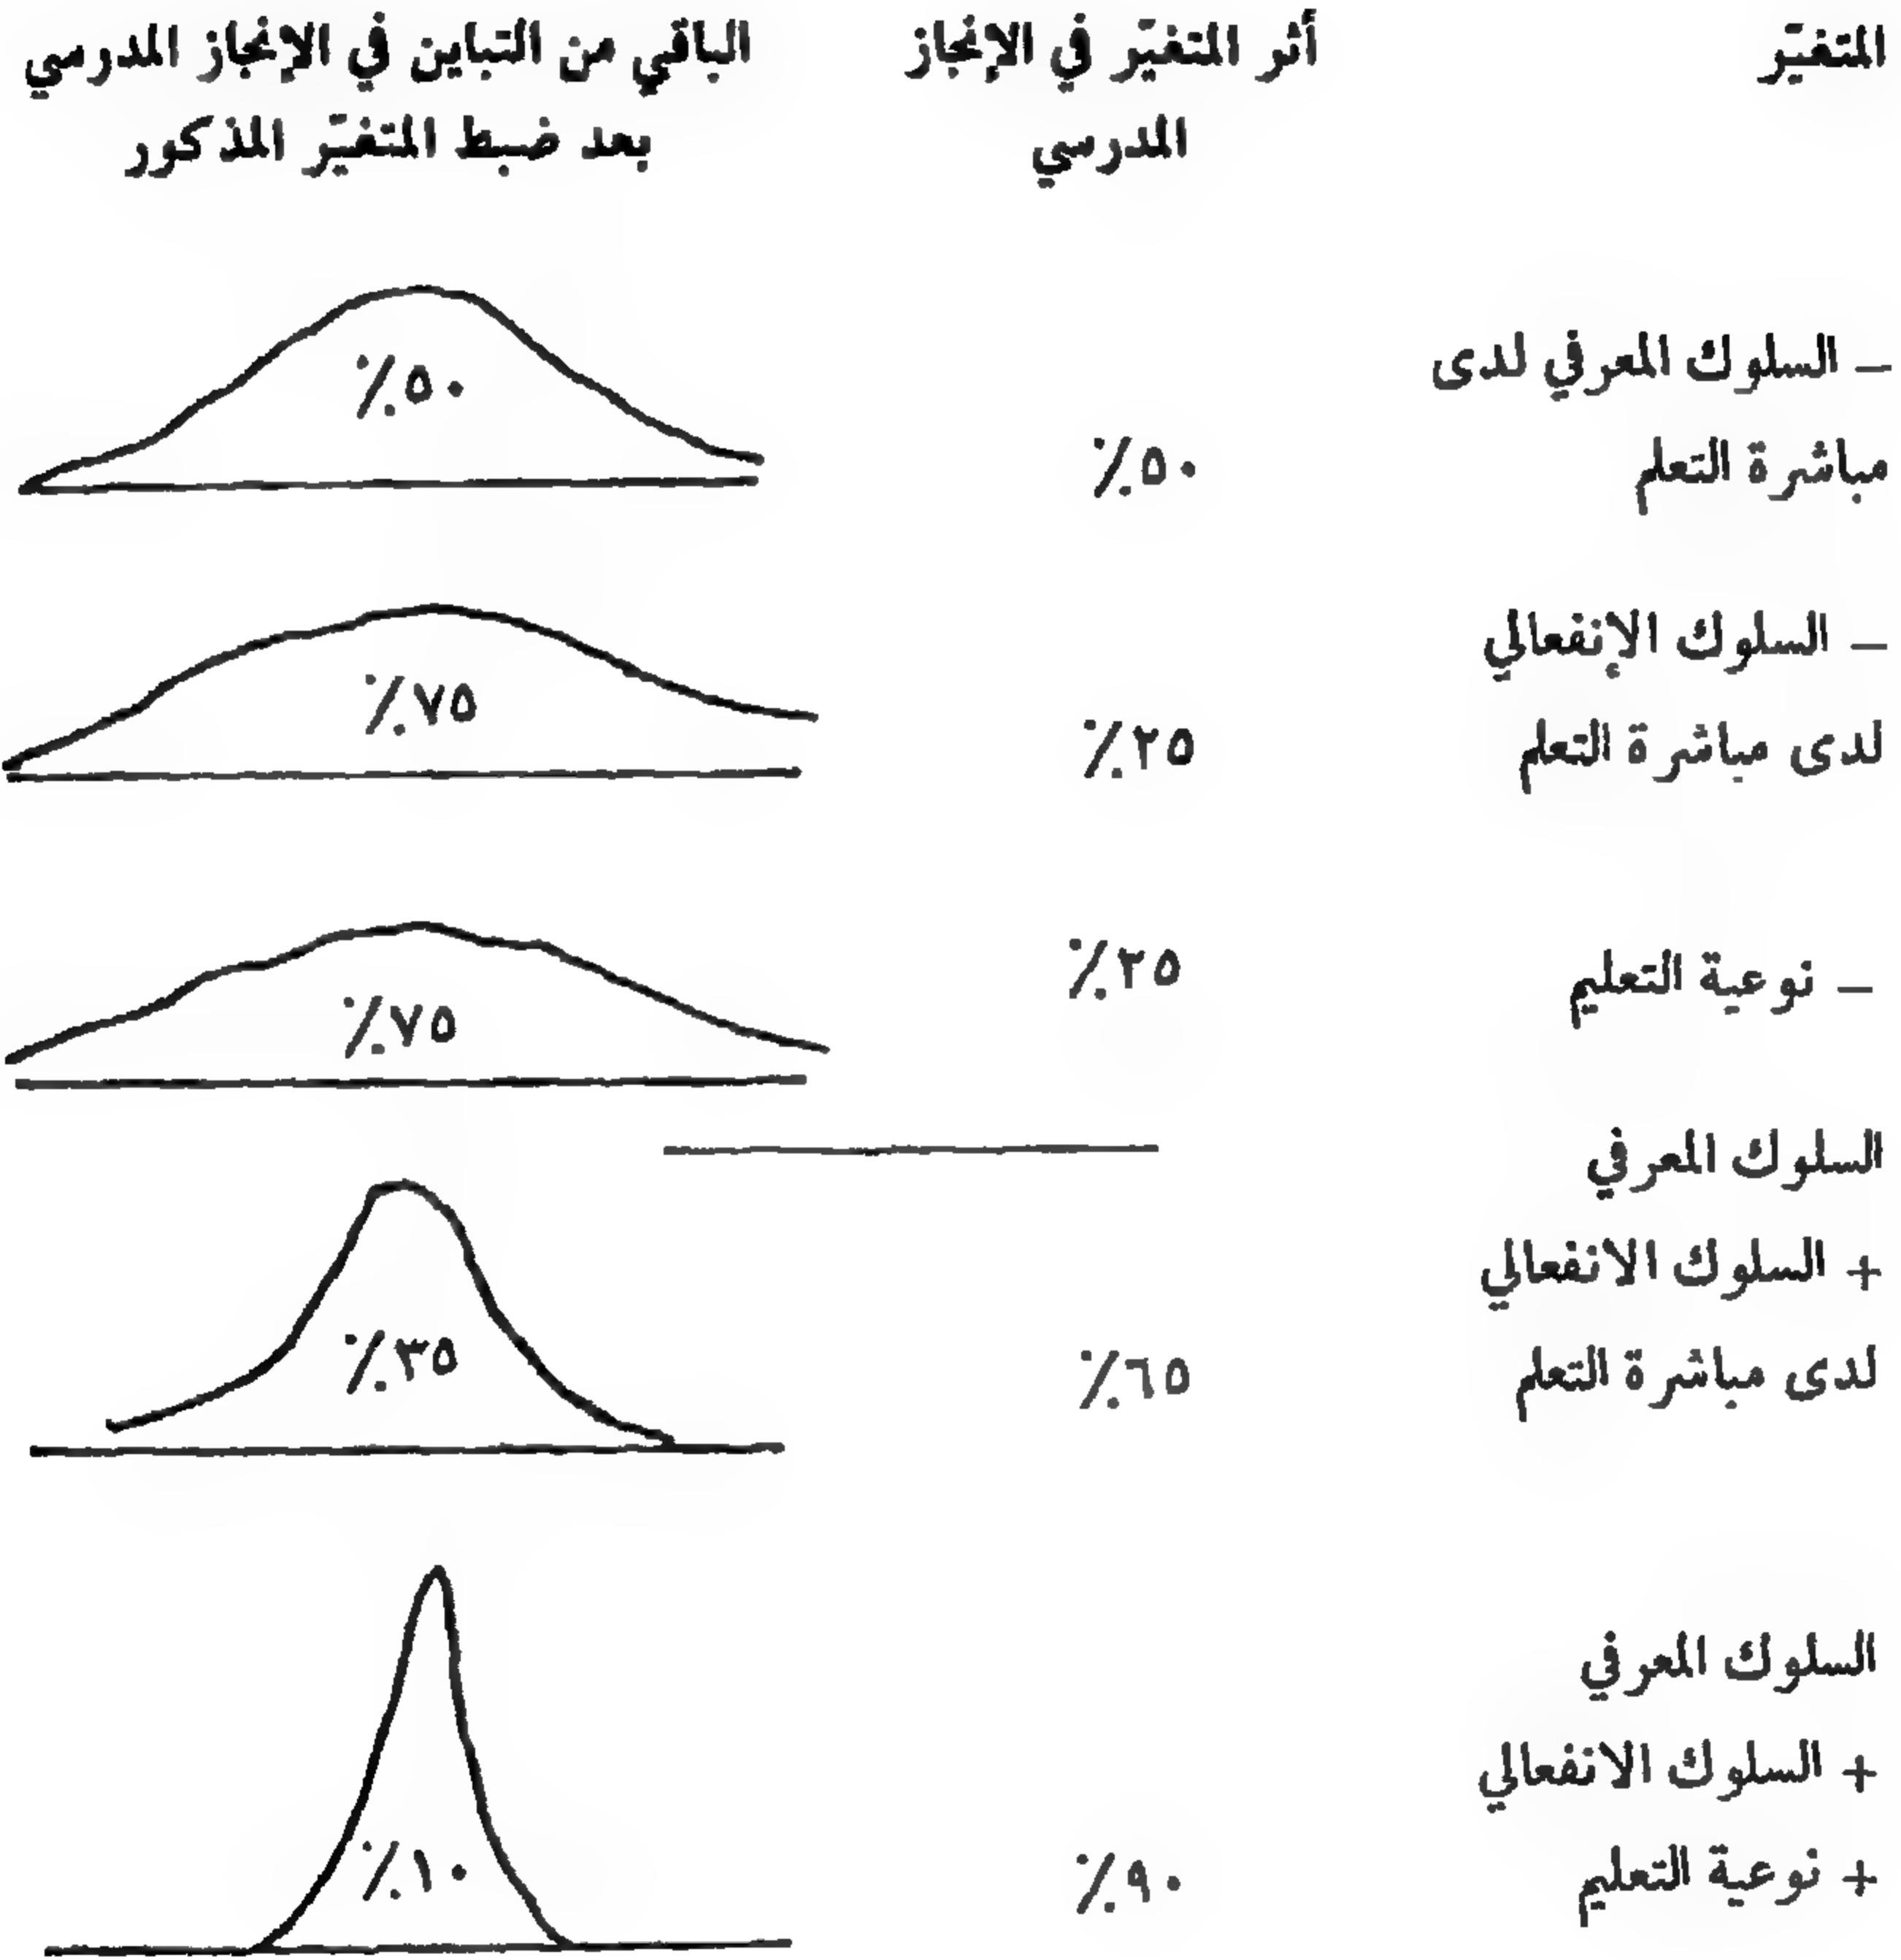 المتغيّر
أثر المتغيّر في الإنجاز
المدرسي
الباقي من التباين في الإنجاز المدرسي
بعد ضبط المتغيّر المذكور
– السلوك المعرفي لدى
مباشرة التعلم
٥٠٪
٥٠٪
– السلوك الإنفعالي
لدى مباشرة التعلم
٢٥٪
٧٥٪
– نوعية التعليم
٢٥٪
٧٥٪
السلوك المعرفي
+ السلوك الانفعالي
لدى مباشرة التعلم
٦٥٪
٣٥٪
السلوك المعرفي
+ السلوك الانفعالي
+ نوعية التعليم
٩٠٪
١٠٪